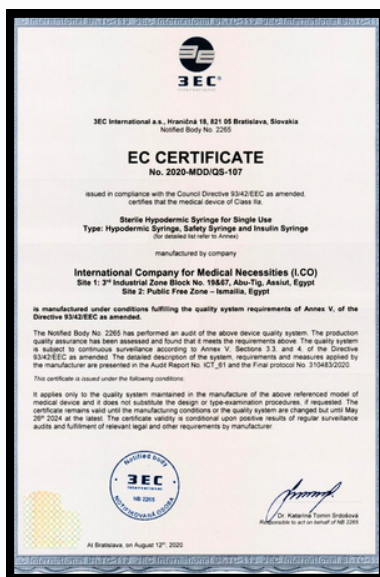 3EC
International
3EC International a.s., Hraničná 18, 821 05 Bratislava, Slovakia
Notified Body No. 2265
EC CERTIFICATE
No. 2020-MDD/QS-107
issued in compliance with the Council Directive 93/42/EEC as amended,
certifies that the medical device of Class IIa.
Sterile Hypodermic Syringe for Single Use
Type: Hypodermic Syringe, Safety Syringe and Insulin Syringe
(for detailed list refer to Annex)
manufactured by company
International Company for Medical Necessities (I.CO)
Site 1: 3rd Industrial Zone Block No. 19&67, Abu-Tig, Assiut, Egypt
Site 2: Public Free Zone – Ismailia, Egypt
is manufactured under conditions fulfilling the quality system requirements of Annex V, of the
Directive 93/42/EEC as amended.
The Notified Body No. 2265 has performed an audit of the above device quality system. The production
quality assurance has been assessed and found that it meets the requirements above. The quality system
is subject to continuous surveillance according to Annex V, Sections 3.3, and 4, of the Directive
93/42/EEC as amended. The detailed description of the system, requirements and measures applied by
the manufacturer are presented in the Audit Report No. ICT_61 and the Final protocol No. 310483/2020.
This certificate is issued under the following conditions:
It applies only to the quality system maintained in the manufacture of the above referenced model of
medical device and it does not substitute the design or type-examination procedures, if requested. The
certificate remains valid until the manufacturing conditions or the quality system are changed but until May
26th 2024 at the latest. The certificate validity is conditional upon positive results of regular surveillance
audits and fulfillment of relevant legal and other requirements by manufacturer.
Notified body
3EC
International
NB 2265
NOTIFIKOVANÁ OSOBA
Dr. Katarína Tomin Srdošová
Responsible to act on behalf of NB 2265
At Bratislava, on August 12th, 2020